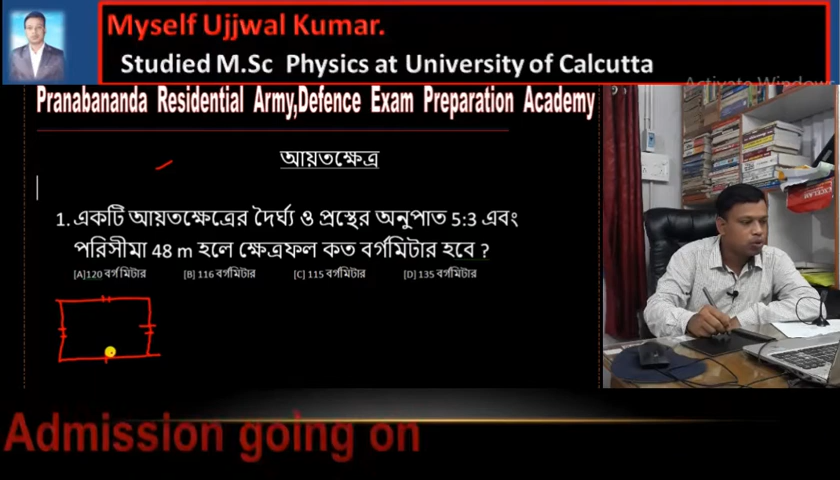 Myself Ujjwal Kumar.
Studied M.Sc Physics at University of Calcutta
Activate Windows
Pranabananda Residential Army,Defence Exam Preparation Academy
আয়তক্ষেত্র
1. একটি আয়তক্ষেত্রের দৈর্ঘ্য ও প্রস্থের অনুপাত 5:3 এবং
পরিসীমা 48 m হলে ক্ষেত্রফল কত বর্গমিটার হবে ?
[A]120 বর্গমিটার [B] 116 বর্গমিটার [C] 115 বর্গমিটার [D] 135 বর্গমিটার
Admission going on